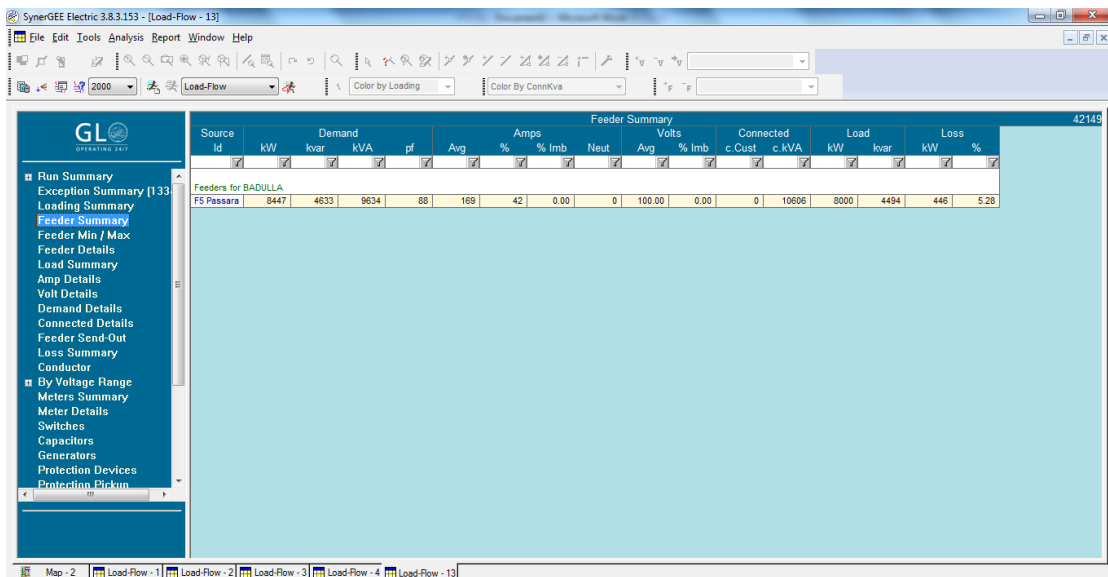 SynerGEE Electric 3.8.3.153 - [Load-Flow - 13]
File Edit Tools Analysis Report Window Help
2000 Load-Flow Color by Loading Color By ConnKva
GL
OPERATING 24/7
Run Summary
Exception Summary (133
Loading Summary
Feeder Summary
Feeder Min / Max
Feeder Details
Load Summary
Amp Details
Volt Details
Demand Details
Connected Details
Feeder Send-Out
Loss Summary
Conductor
By Voltage Range
Meters Summary
Meter Details
Switches
Capacitors
Generators
Protection Devices
Protection Pickup
Feeder Summary 42149
Source Demand Amps Volts Connected Load Loss
Id kW kvar kVA pf Avg % % Imb Neut Avg % Imb c.Cust c.kVA kW kvar kW %
Feeders for BADULLA
F5 Passara 8447 4633 9634 88 169 42 0.00 0 100.00 0.00 0 10606 8000 4494 446 5.28
Map - 2 Load-Flow - 1 Load-Flow - 2 Load-Flow - 3 Load-Flow - 4 Load-Flow - 13